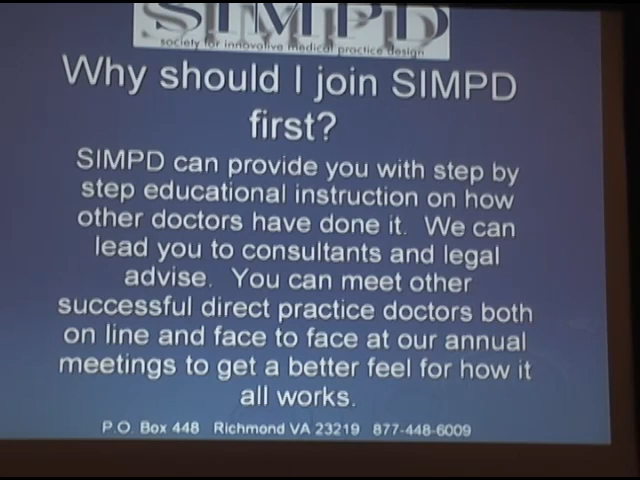 SIMPD
society for innovative medical practice design
Why should I join SIMPD
first?
SIMPD can provide you with step by
step educational instruction on how
other doctors have done it. We can
lead you to consultants and legal
advise. You can meet other
successful direct practice doctors both
on line and face to face at our annual
meetings to get a better feel for how it
all works.
P.O. Box 448 Richmond VA 23219 877-448-6009